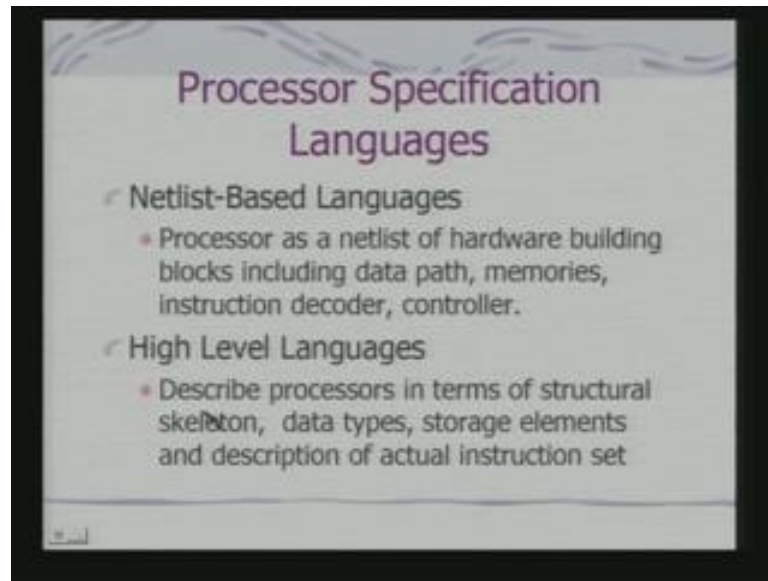 Processor Specification
Languages
Netlist-Based Languages
Processor as a netlist of hardware building
blocks including data path, memories,
instruction decoder, controller.
High Level Languages
Describe processors in terms of structural
skeleton, data types, storage elements
and description of actual instruction set